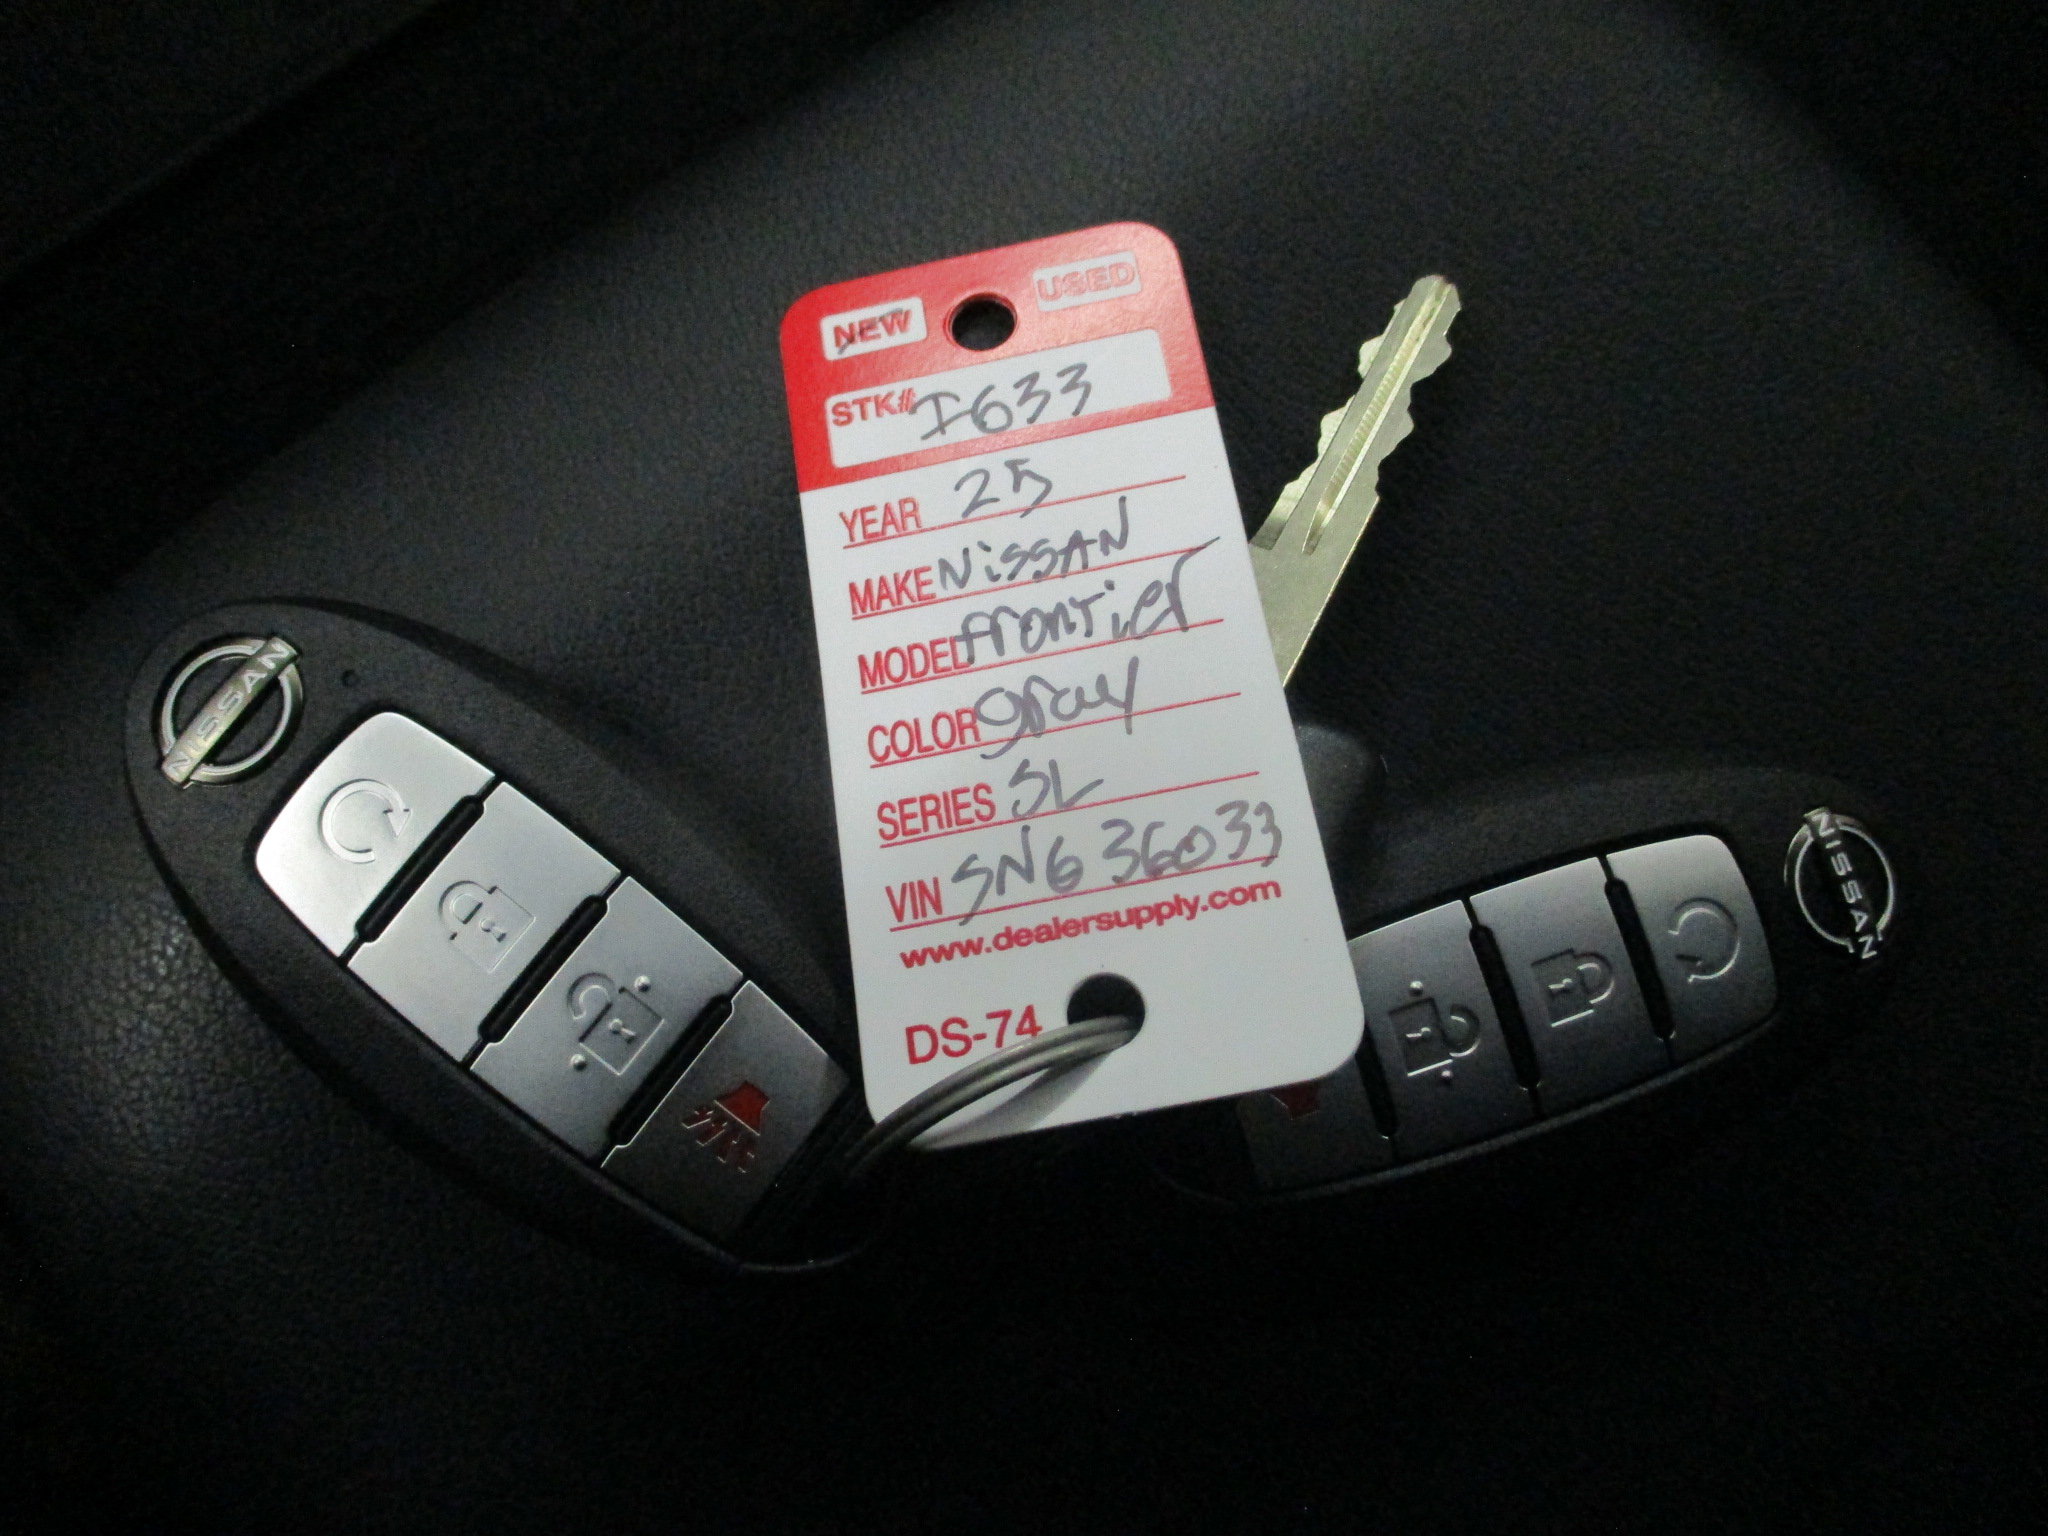 NEW USED
STK# I633
YEAR 25
MAKE NiSSAN
MODEL frontier
COLOR gray
SERIES SL
VIN SN636033
www.dealersupply.com
DS-74
NISSAN
NISSAN